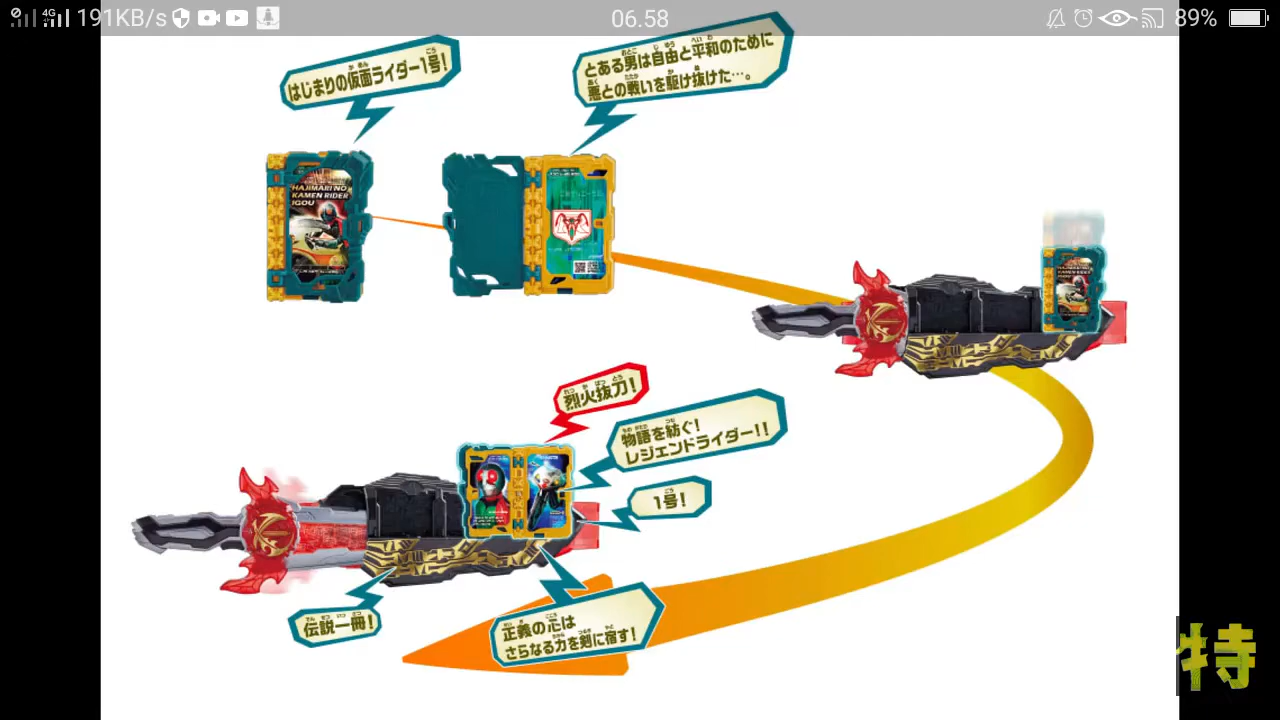 4G 191KB/s
06.58
89%
はじまりの仮面ライダー1号!
とある男は自由と平和のために
悪との戦いを駆け抜けた…。
HAJIMARI NO
KAMEN RIDER
1GOU
烈火抜刀!
物語を紡ぐ!
レジェンドライダー!!
1号!
伝説一冊!
正義の心は
さらなる力を剣に宿す!
特